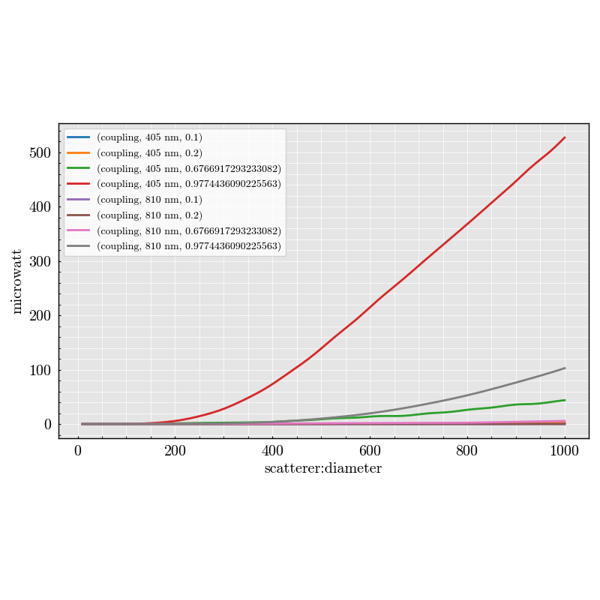 (coupling, 405 nm, 0.1)
(coupling, 405 nm, 0.2)
(coupling, 405 nm, 0.6766917293233082)
(coupling, 405 nm, 0.9774436090225563)
(coupling, 810 nm, 0.1)
(coupling, 810 nm, 0.2)
(coupling, 810 nm, 0.6766917293233082)
(coupling, 810 nm, 0.9774436090225563)
500
400
300
200
100
0
microwatt
0 200 400 600 800 1000
scatterer:diameter